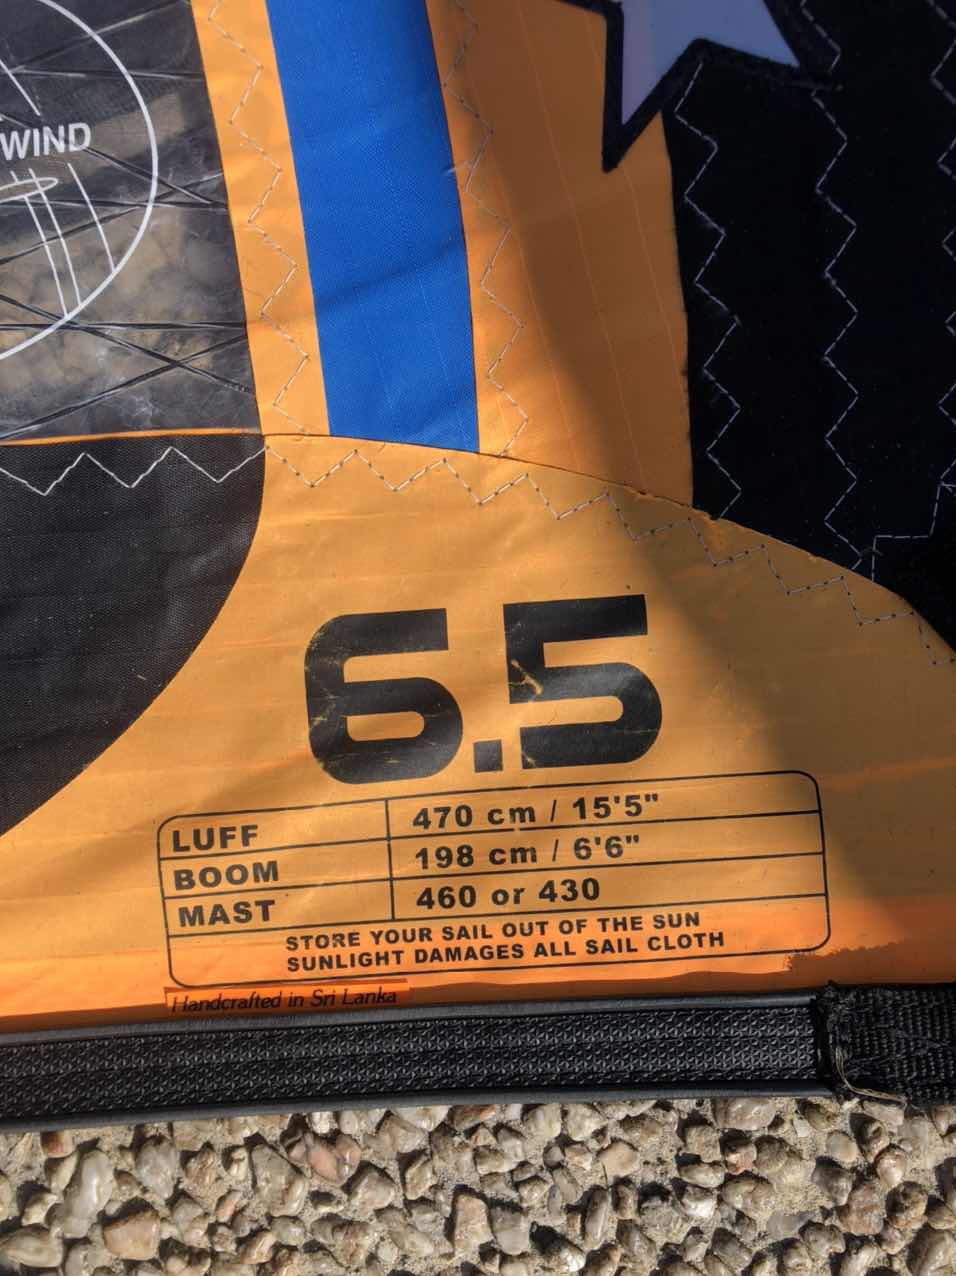 WIND
6.5
LUFF 470 cm / 15'5"
BOOM 198 cm / 6'6"
MAST 460 or 430
STORE YOUR SAIL OUT OF THE SUN
SUNLIGHT DAMAGES ALL SAIL CLOTH
Handcrafted in Sri Lanka